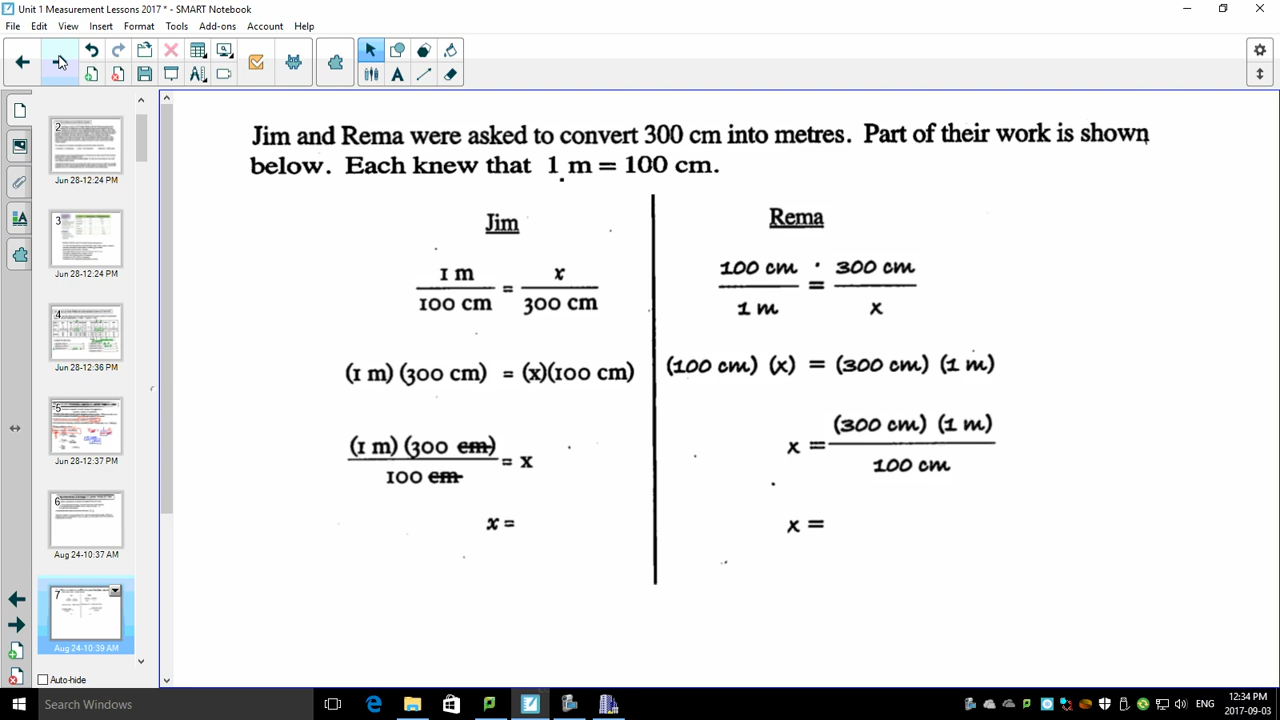 Unit 1 Measurement Lessons 2017 * - SMART Notebook
File Edit View Insert Format Tools Add-ons Account Help
2
Jun 28-12:24 PM
3
Jun 28-12:24 PM
4
Jun 28-12:36 PM
5
Jun 28-12:37 PM
6
Aug 24-10:37 AM
7
Aug 24-10:39 AM
Auto-hide
Jim and Rema were asked to convert 300 cm into metres. Part of their work is shown
below. Each knew that 1 m = 100 cm.
Jim
1 m / 100 cm = x / 300 cm
(1 m) (300 cm) = (x)(100 cm)
(1 m) (300 cm) / 100 cm = x
x =
Rema
100 cm / 1 m = 300 cm / x
(100 cm) (x) = (300 cm) (1 m)
x = (300 cm) (1 m) / 100 cm
x =
Search Windows
ENG
12:34 PM
2017-09-03